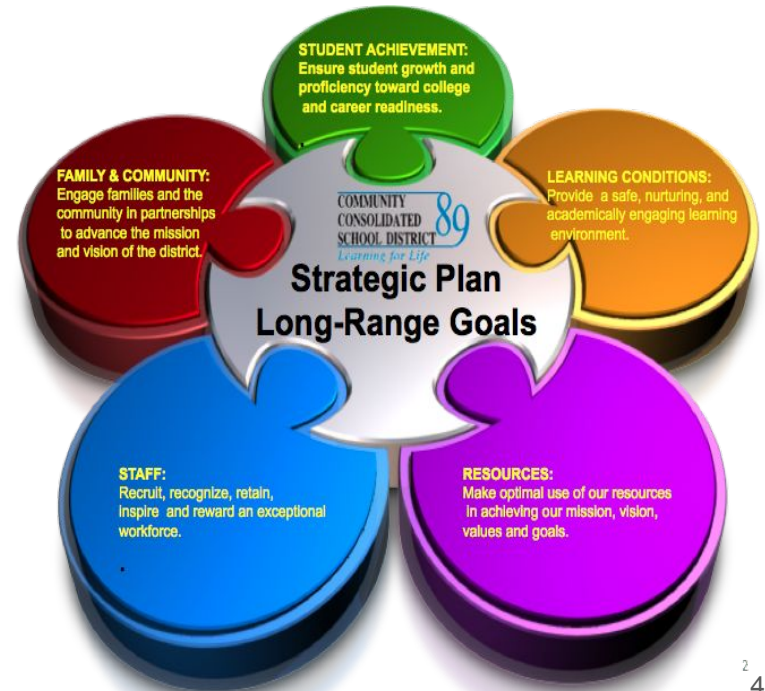 STUDENT ACHIEVEMENT:
Ensure student growth and
proficiency toward college
and career readiness.
FAMILY & COMMUNITY:
Engage families and the
community in partnerships
to advance the mission
and vision of the district.
LEARNING CONDITIONS:
Provide a safe, nurturing, and
academically engaging learning
environment.
COMMUNITY
CONSOLIDATED
SCHOOL DISTRICT 89
Learning for Life
Strategic Plan
Long-Range Goals
STAFF:
Recruit, recognize, retain,
inspire and reward an exceptional
workforce.
.
RESOURCES:
Make optimal use of our resources
in achieving our mission, vision,
values and goals.
2
4